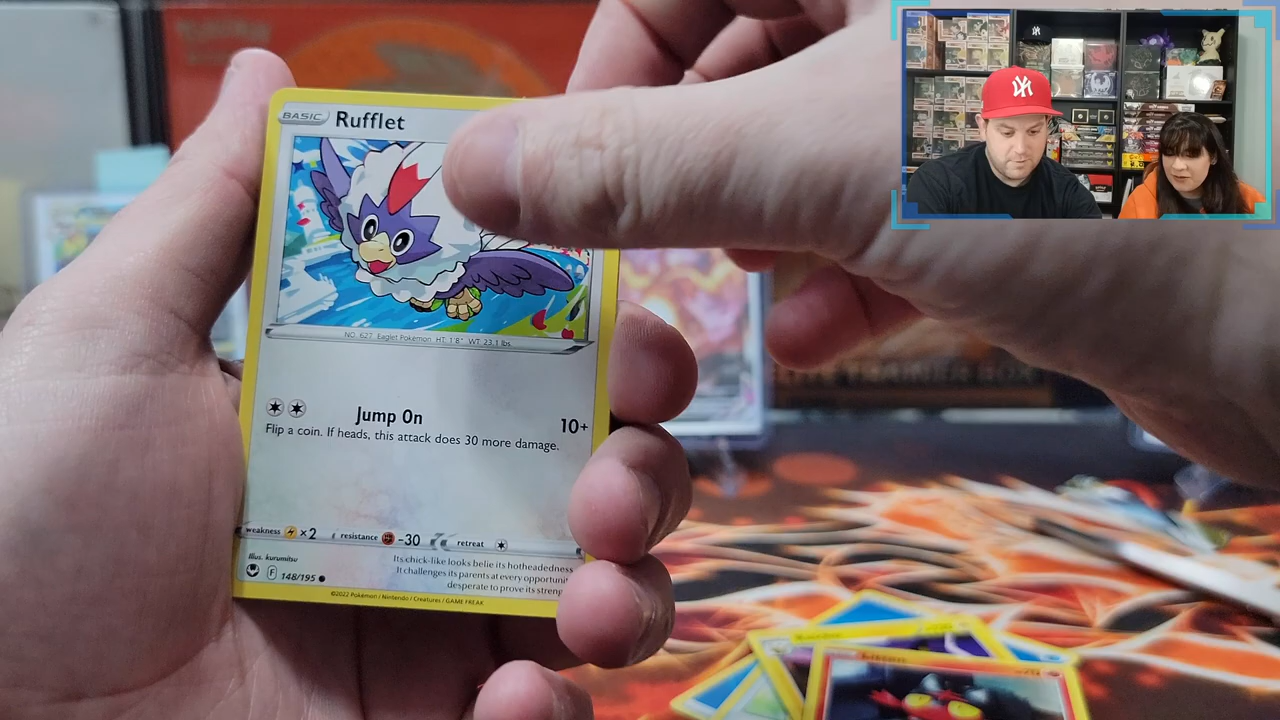 BASIC Rufflet
NO. 627 Eaglet Pokémon HT: 1'8" WT: 23.1 lbs.
Jump On 10+
Flip a coin. If heads, this attack does 30 more damage.
weakness ×2 resistance -30 retreat
Illus. kurumitsu
Its chick-like looks belie its hotheadedness.
It challenges its parents at every
desperate to prove its
F 148/195
©2022 Pokémon / Nintendo / Creatures / GAME FREAK
TRAINER BOX
NY